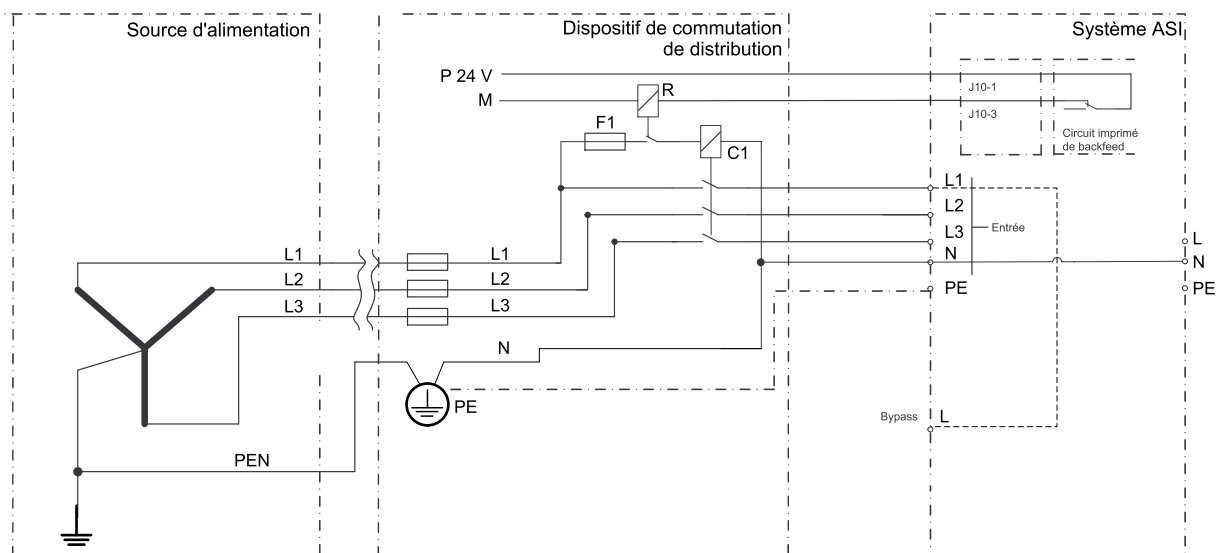 Source d'alimentation
Dispositif de commutation
de distribution
Système ASI
P 24 V
M
R
J10-1
J10-3
Circuit imprimé
de backfeed
F1
C1
L1
L2
L3
N
PE
Entrée
L
N
PE
L1
L2
L3
L1
L2
L3
N
PE
Bypass
L
PEN